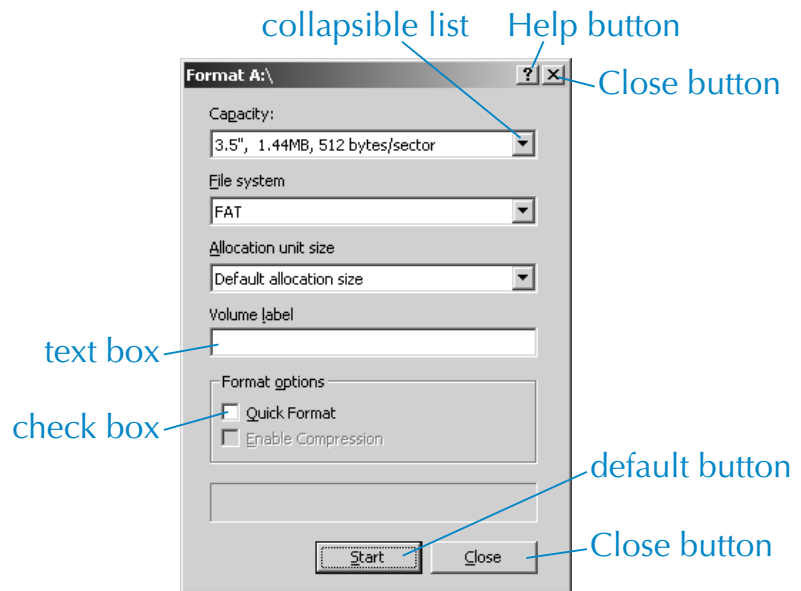 collapsible list Help button
Format A:\ ? ×
Close button
Capacity:
3.5", 1.44MB, 512 bytes/sector
File system
FAT
Allocation unit size
Default allocation size
Volume label
text box
Format options
Quick Format
check box
Enable Compression
default button
Start Close
Close button